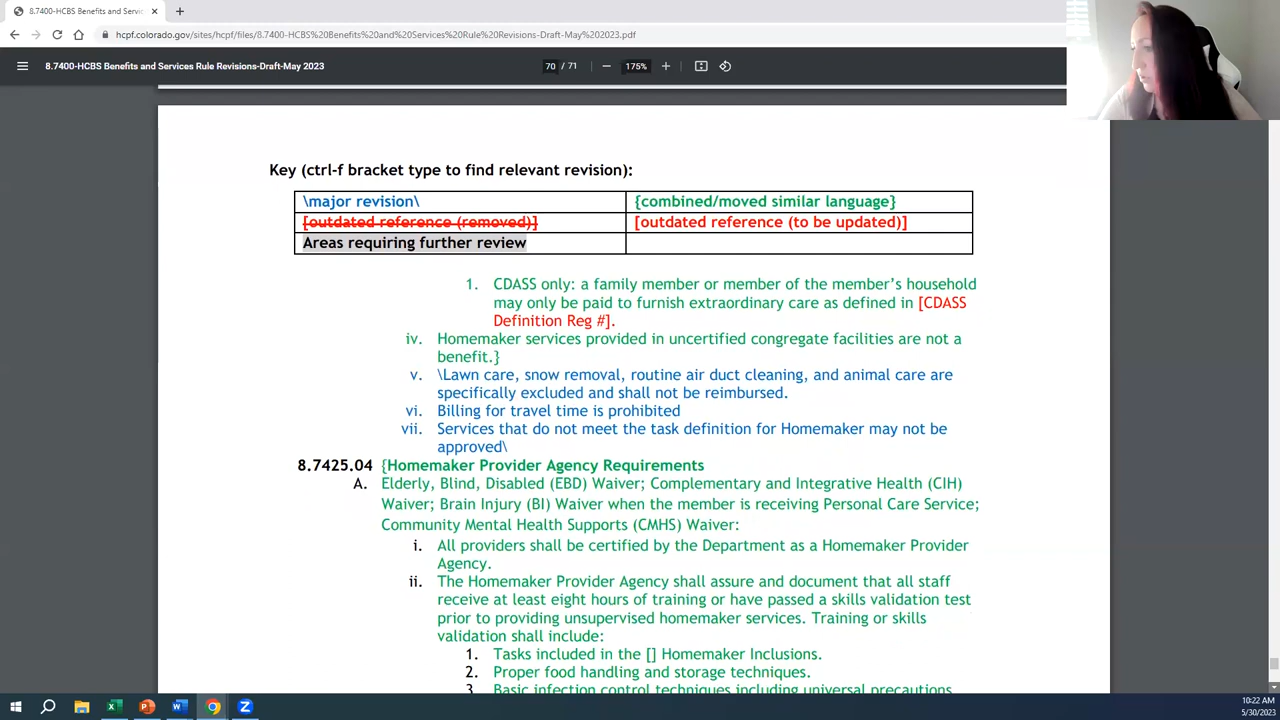 8.7400-HCBS Benefits and Servic
hcpf.colorado.gov/sites/hcpf/files/8.7400-HCBS%20Benefits%20and%20Services%20Rule%20Revisions-Draft-May%202023.pdf
8.7400-HCBS Benefits and Services Rule Revisions-Draft-May 2023
70 / 71
175%
Key (ctrl-f bracket type to find relevant revision):
\major revision\ {combined/moved similar language}
[outdated reference (removed)] [outdated reference (to be updated)]
Areas requiring further review
1. CDASS only: a family member or member of the member's household
may only be paid to furnish extraordinary care as defined in [CDASS
Definition Reg #].
iv. Homemaker services provided in uncertified congregate facilities are not a
benefit.}
v. \Lawn care, snow removal, routine air duct cleaning, and animal care are
specifically excluded and shall not be reimbursed.
vi. Billing for travel time is prohibited
vii. Services that do not meet the task definition for Homemaker may not be
approved\
8.7425.04 {Homemaker Provider Agency Requirements
A. Elderly, Blind, Disabled (EBD) Waiver; Complementary and Integrative Health (CIH)
Waiver; Brain Injury (BI) Waiver when the member is receiving Personal Care Service;
Community Mental Health Supports (CMHS) Waiver:
i. All providers shall be certified by the Department as a Homemaker Provider
Agency.
ii. The Homemaker Provider Agency shall assure and document that all staff
receive at least eight hours of training or have passed a skills validation test
prior to providing unsupervised homemaker services. Training or skills
validation shall include:
1. Tasks included in the [] Homemaker Inclusions.
2. Proper food handling and storage techniques.
3. Basic infection control techniques including universal precautions
10:22 AM
5/30/2023